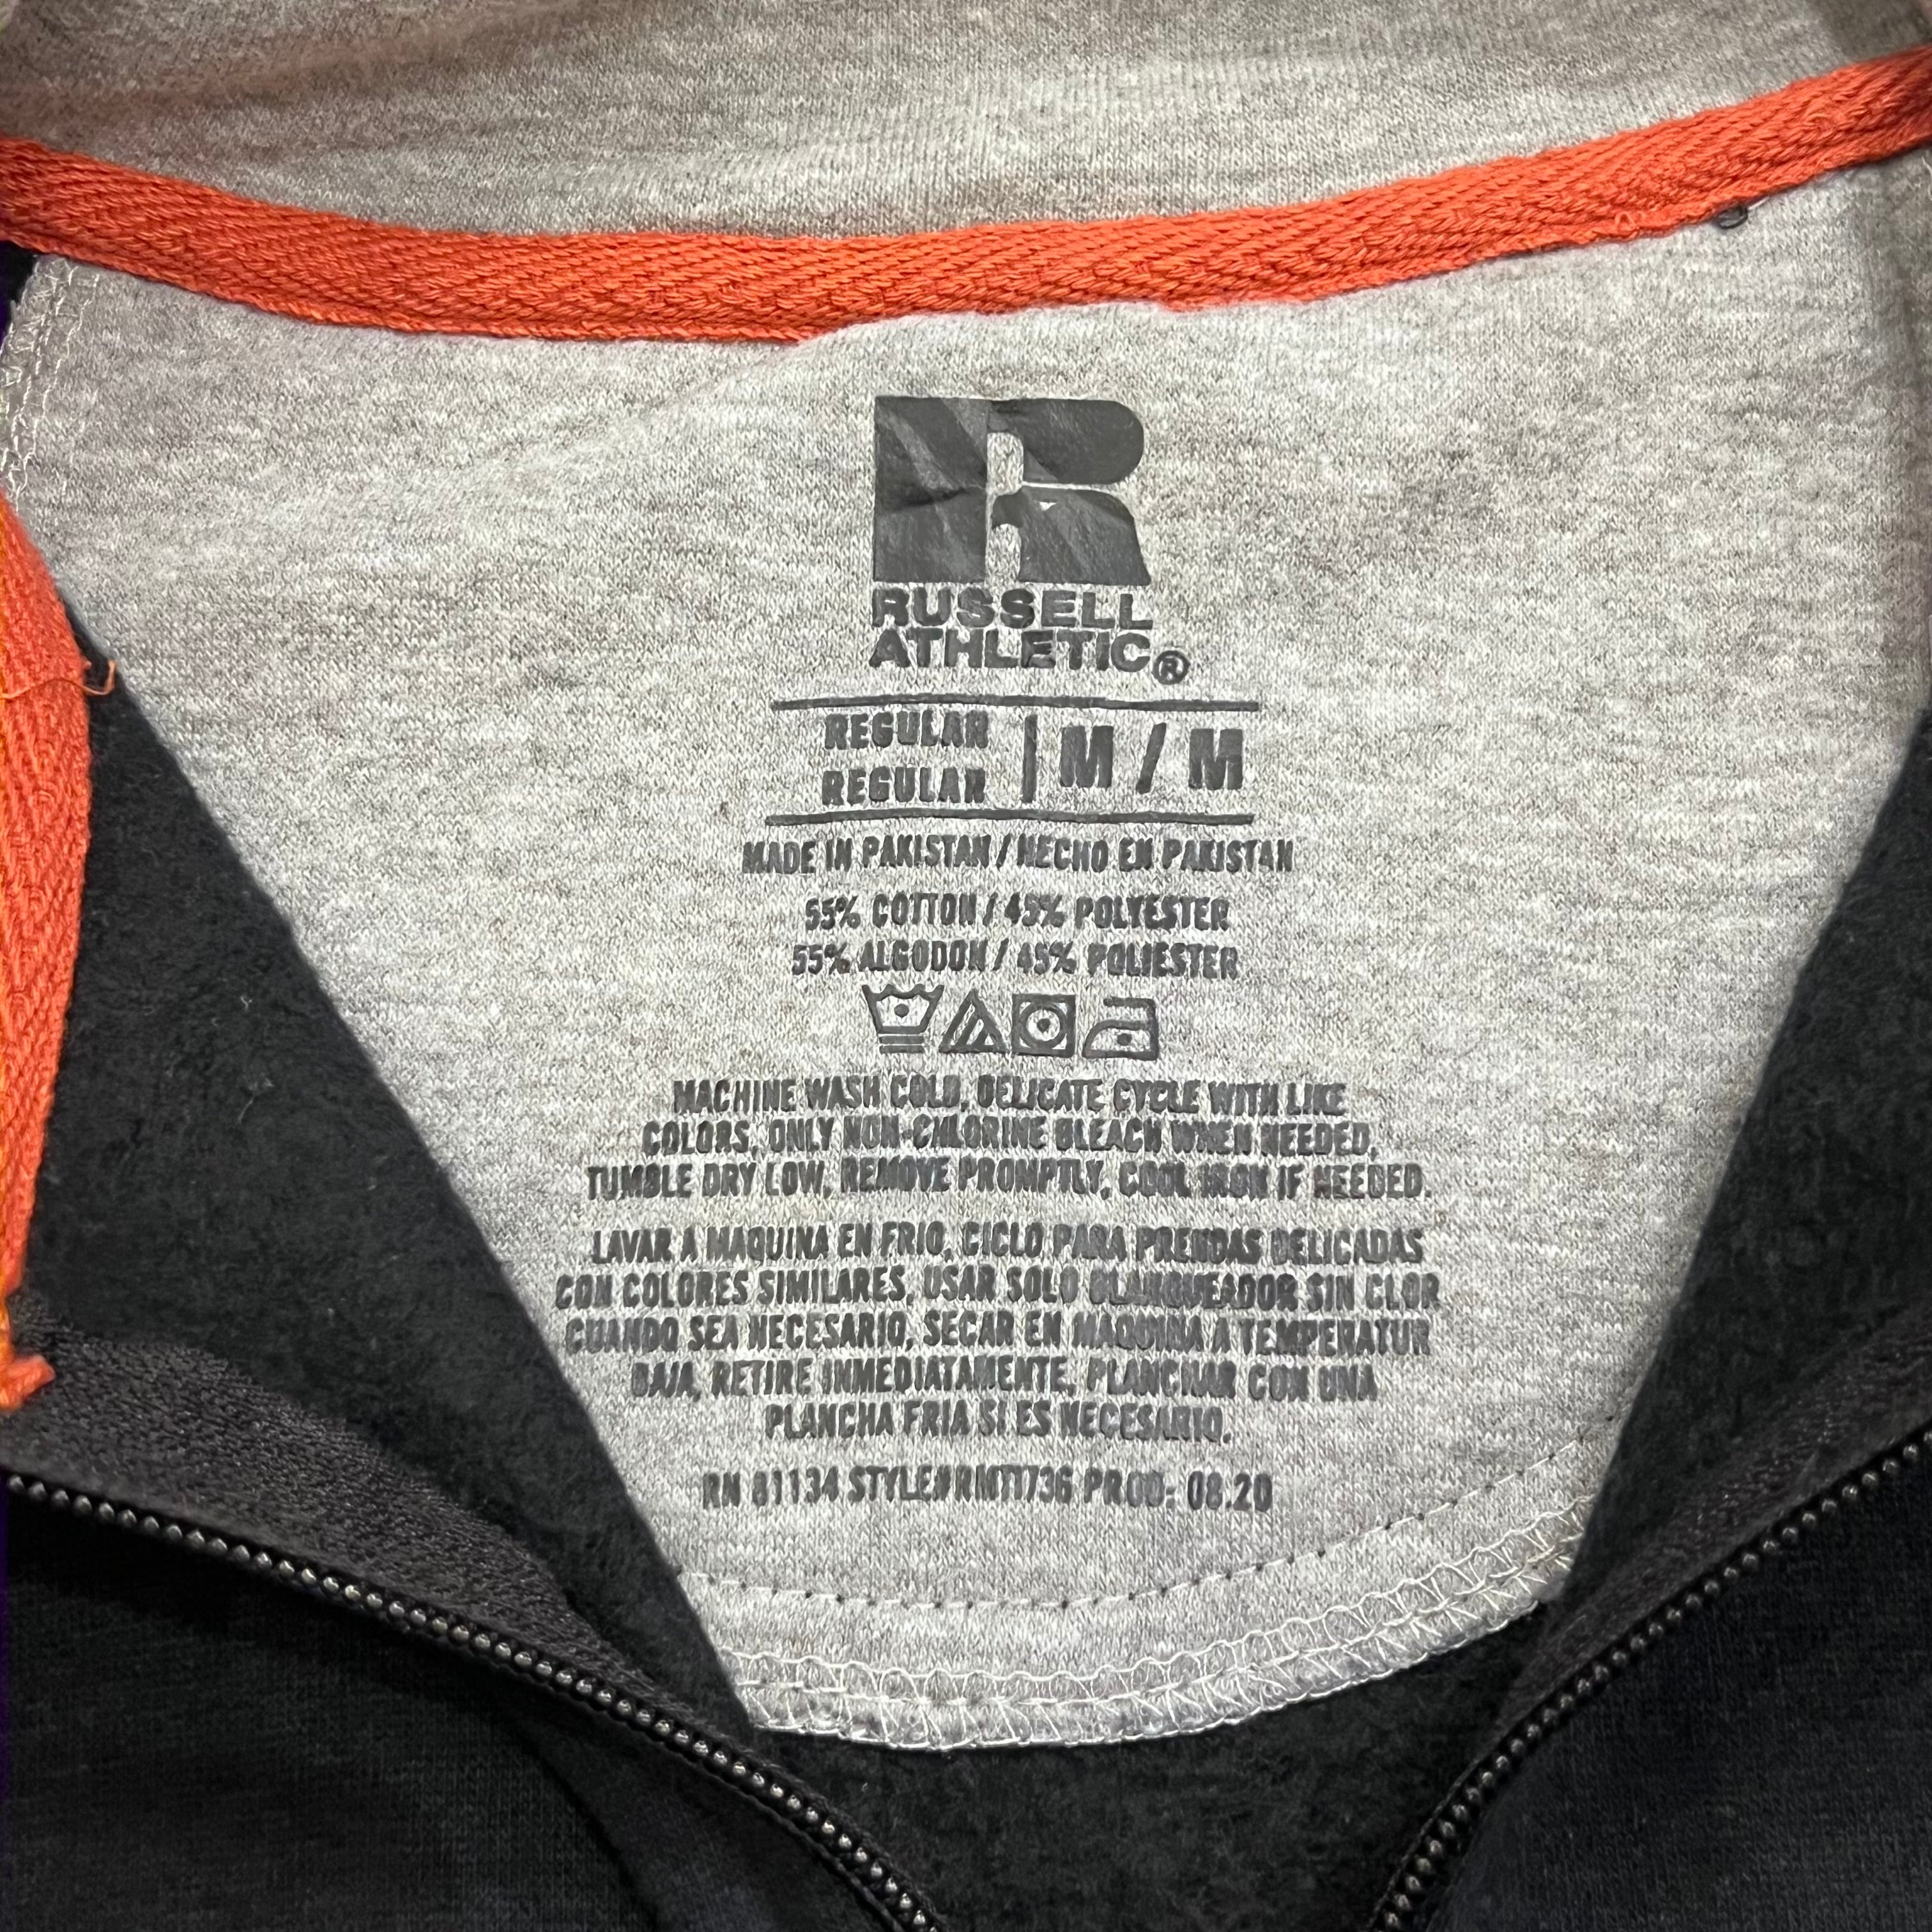 R
RUSSELL
ATHLETIC®
REGULAR
REGULAR | M / M
MADE IN PAKISTAN / HECHO EN PAKISTAN
55% COTTON / 45% POLYESTER
55% ALGODON / 45% POLIESTER
MACHINE WASH COLD, DELICATE CYCLE WITH LIKE
COLORS, ONLY NON-CHLORINE BLEACH WHEN NEEDED,
TUMBLE DRY LOW, REMOVE PROMPTLY, COOL IRON IF NEEDED.
LAVAR A MAQUINA EN FRIO, CICLO PARA PRENDAS DELICADAS
CON COLORES SIMILARES, USAR SOLO BLANQUEADOR SIN CLOR
CUANDO SEA NECESARIO, SECAR EN MAQUINA A TEMPERATUR
BAJA, RETIRE INMEDIATAMENTE, PLANCHAR CON UNA
PLANCHA FRIA SI ES NECESARIO.
RN 81134 STYLE#RMT1736 PROD- 08.20